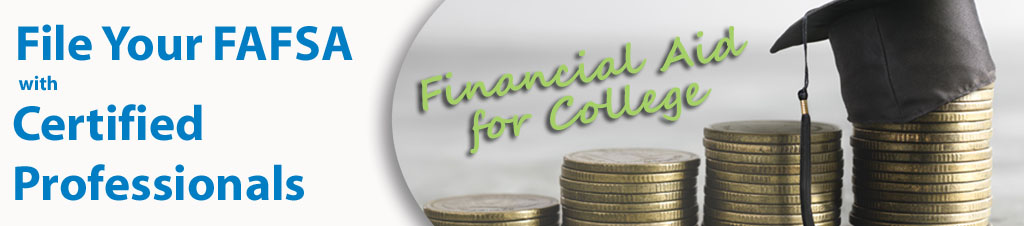 File Your FAFSA
with
Certified
Professionals
Financial Aid
for College